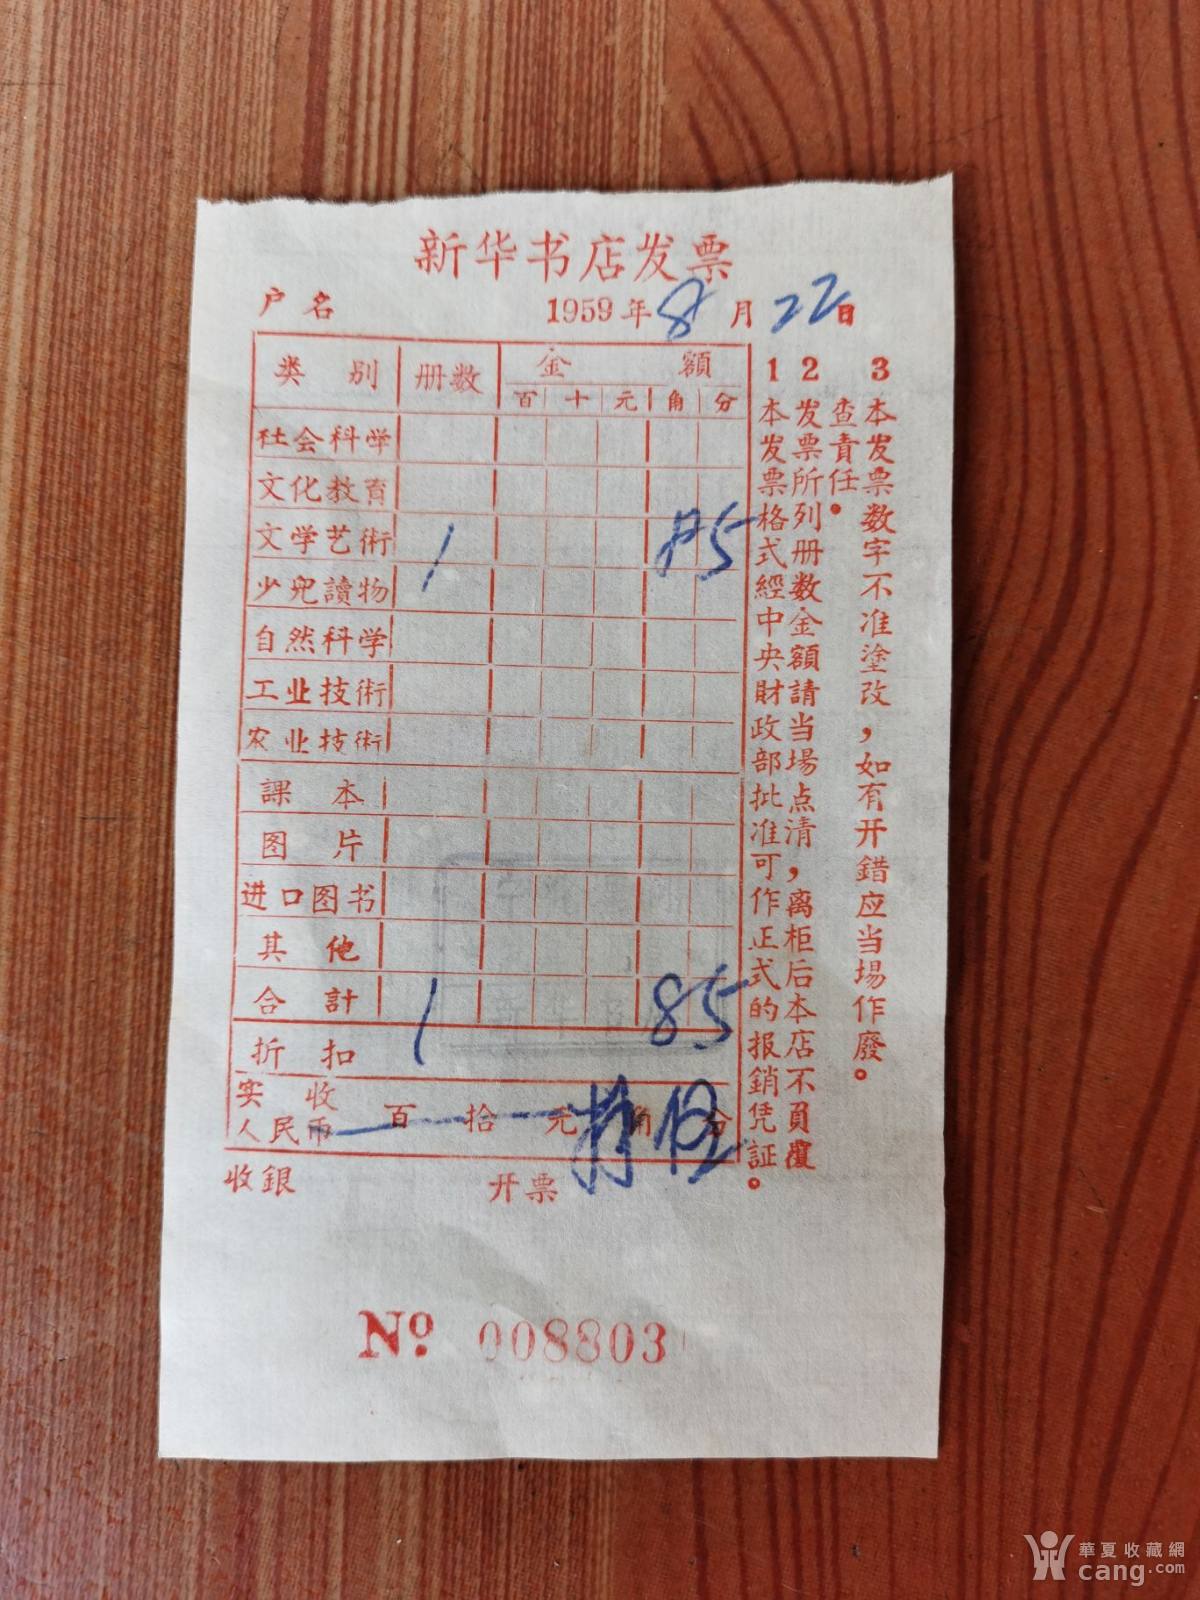 新华书店发票
户名 1959年8月22日
类别 册数 金額
百 十 元 角 分
社会科学
文化教育
文学艺術 1 85
少兒讀物
自然科学
工业技術
农业技術
課本
图片
进口图书
其他
合計 1 85
折扣
实收
人民币 百 拾 元 捌角 伍分
收銀 开票
1 本发票格式經中央財政部批准可作正式的报銷凭証。
2 发票所列册数金額請当場点清，离柜后本店不負覆
查責任。
3 本发票数字不准塗改，如有开錯应当場作廢。
新华书
№ 008803
華夏收藏網
cang.com